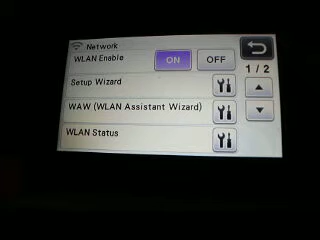 Network
WLAN Enable ON OFF
1 / 2
Setup Wizard
WAW (WLAN Assistant Wizard)
WLAN Status